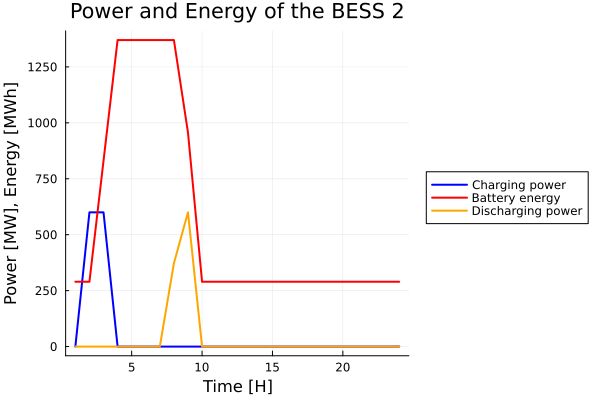 Power and Energy of the BESS 2
Power [MW], Energy [MWh]
1250
1000
750
500
250
0
5
10
15
20
Time [H]
Charging power
Battery energy
Discharging power